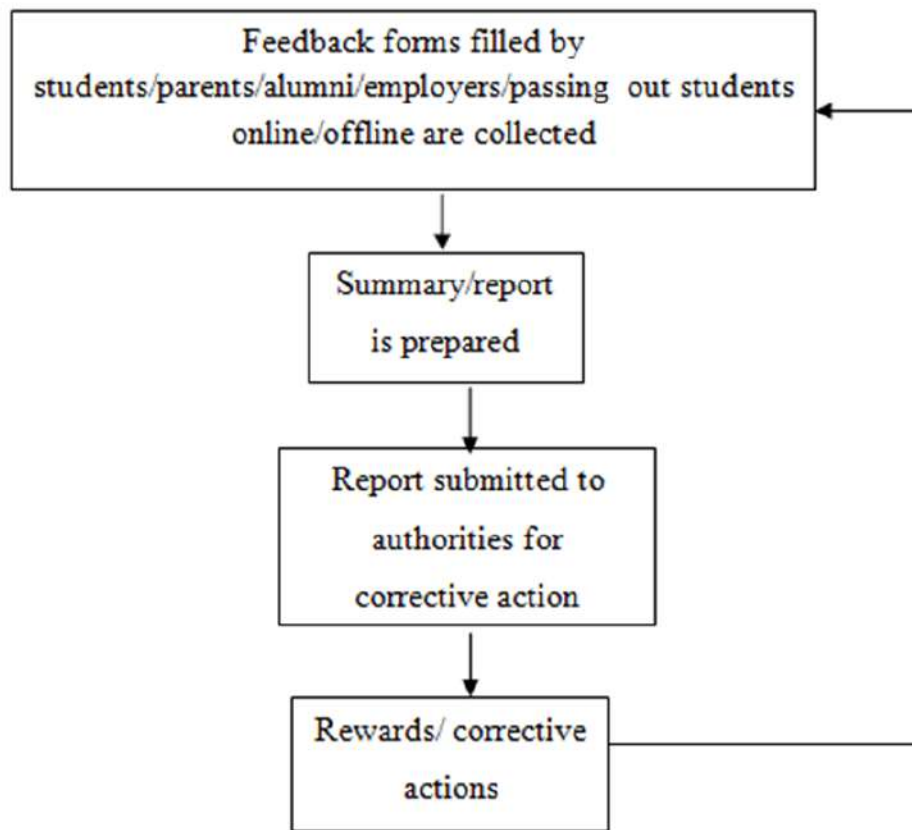 Feedback forms filled by
students/parents/alumni/employers/passing out students
online/offline are collected
Summary/report
is prepared
Report submitted to
authorities for
corrective action
Rewards/ corrective
actions